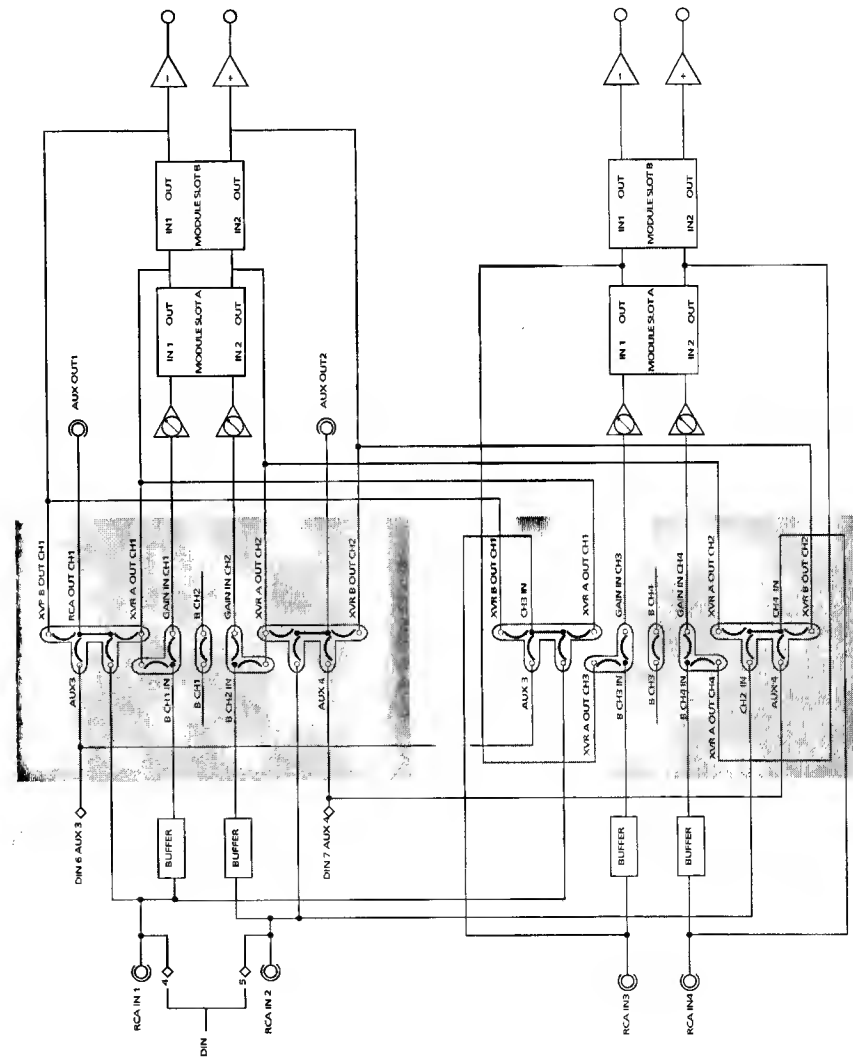 RCA IN 1
4
DIN
5
RCA IN 2
DIN 6 AUX 3
BUFFER
BUFFER
DIN 7 AUX 4
AUX3
B CH1 IN
B CH1
B CH2 IN
AUX 4
XVP B OUT CH1
RCA OUT CH1
XVR A OUT CH1
GAIN IN CH1
B CH2
GAIN IN CH2
XVR A OUT CH2
XVR B OUT CH2
AUX OUT1
AUX OUT2
IN 1
OUT
MODULE SLOT A
IN 2
OUT
IN1
OUT
MODULE SLOT B
IN2
OUT
-
+
RCA IN3
RCA IN4
BUFFER
BUFFER
AUX 3
XVR A OUT CH3
B CH3 IN
B CH3
B CH4 IN
XVR A OUT CH4
CH2 IN
AUX 4
XVR B OUT CH1
CH3 IN
XVR A OUT CH1
GAIN IN CH3
B CH4
GAIN IN CH4
XVR A OUT CH2
CH4 IN
XVR B OUT CH2
IN 1
OUT
MODULE SLOT A
IN 2
OUT
IN1
OUT
MODULE SLOT B
IN2
OUT
-
+